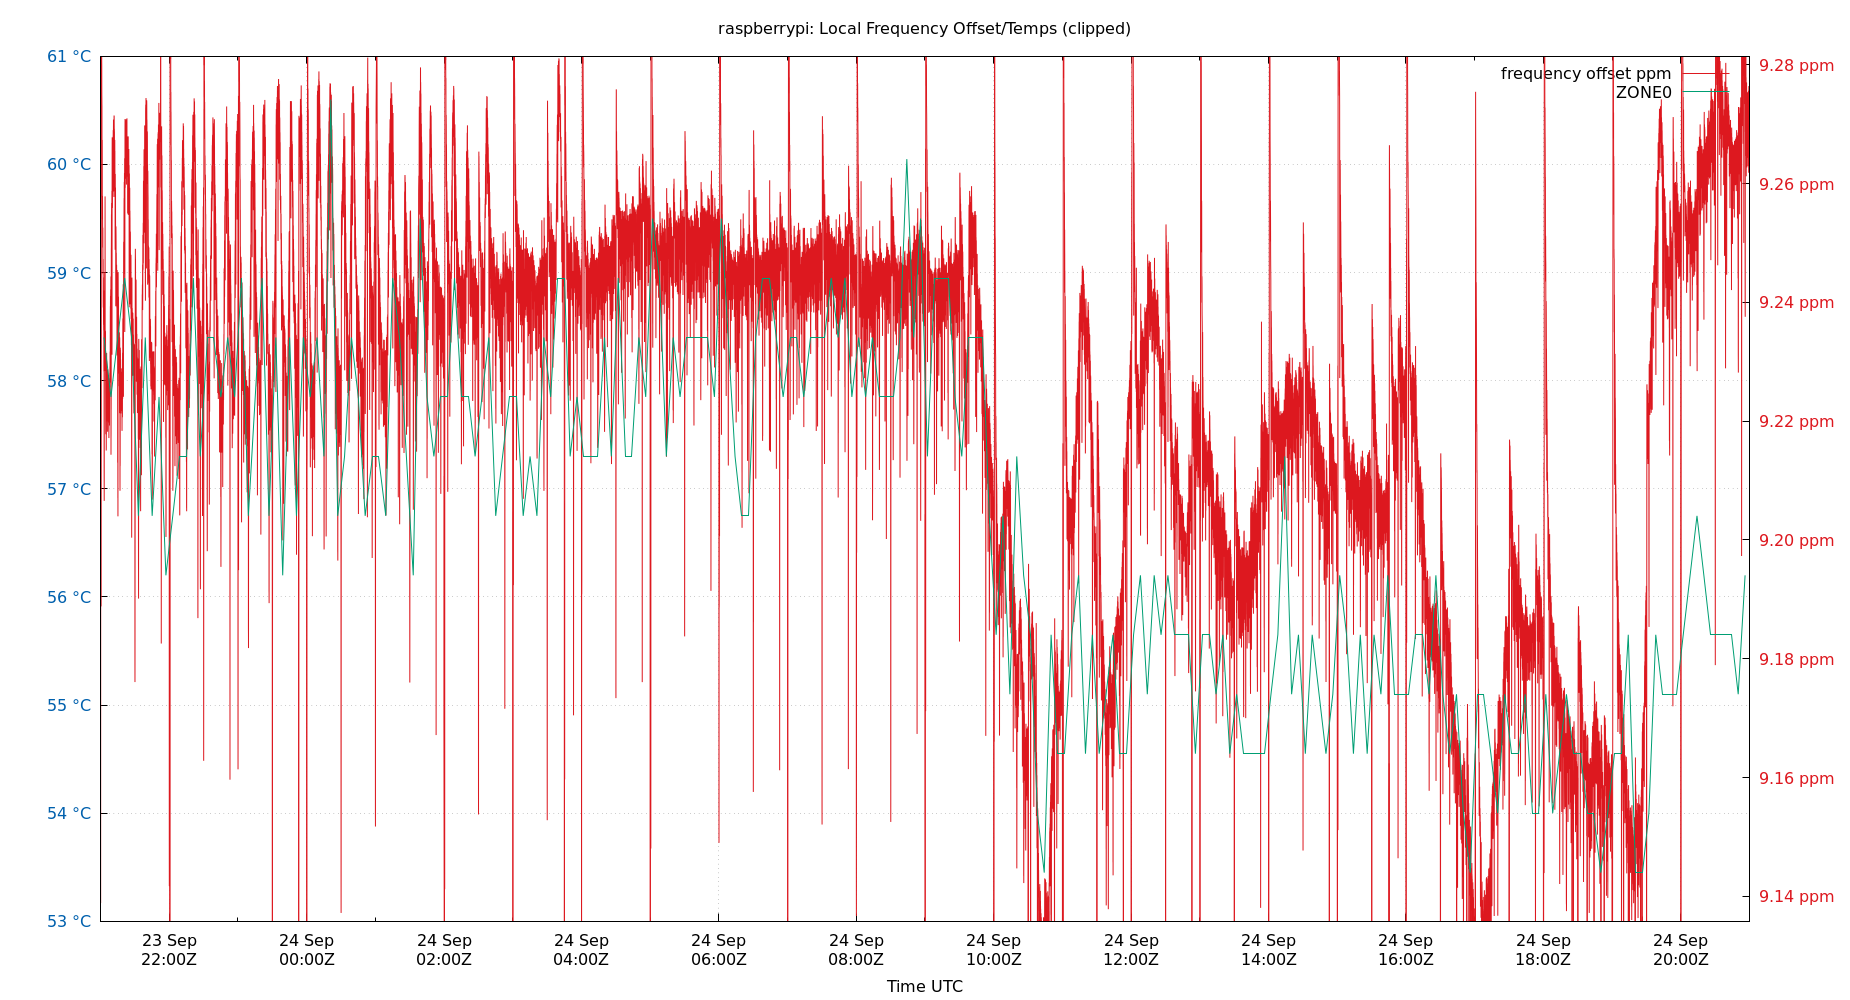 raspberrypi: Local Frequency Offset/Temps (clipped)
61 °C
60 °C
59 °C
58 °C
57 °C
56 °C
55 °C
54 °C
53 °C
frequency offset ppm
ZONE0
9.28 ppm
9.26 ppm
9.24 ppm
9.22 ppm
9.20 ppm
9.18 ppm
9.16 ppm
9.14 ppm
23 Sep 24 Sep 24 Sep 24 Sep 24 Sep 24 Sep 24 Sep 24 Sep 24 Sep 24 Sep 24 Sep 24 Sep
22:00Z 00:00Z 02:00Z 04:00Z 06:00Z 08:00Z 10:00Z 12:00Z 14:00Z 16:00Z 18:00Z 20:00Z
Time UTC